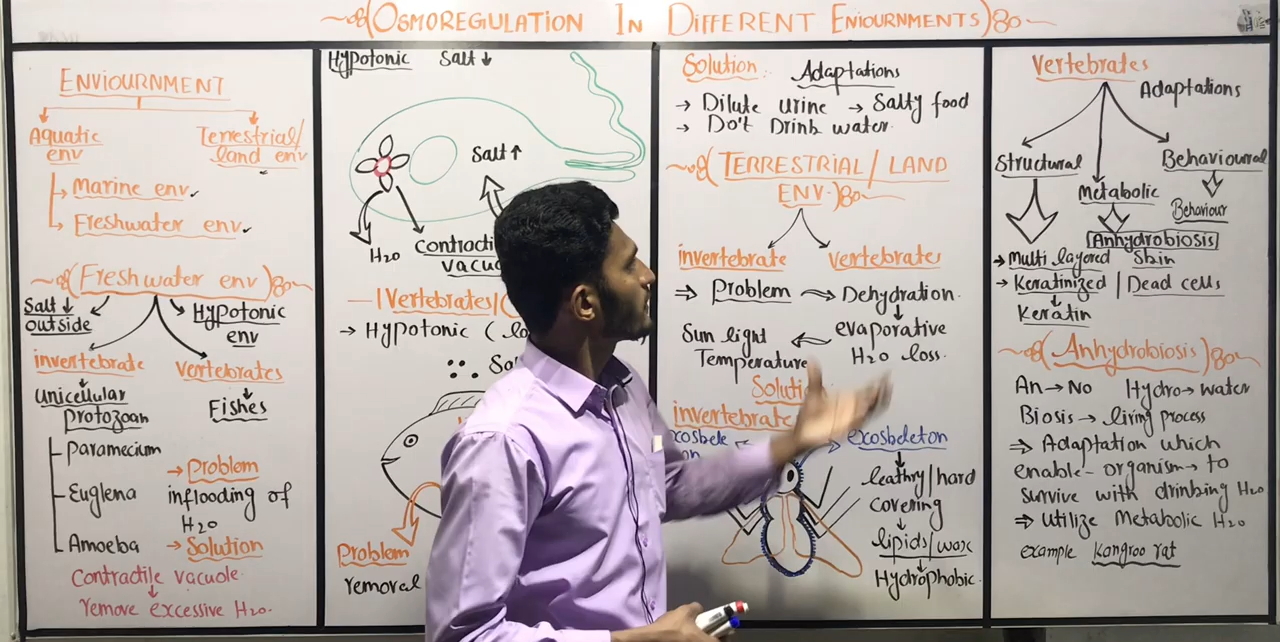 OSMOREGULATION IN DIFFERENT ENIOURNMENTS
ENVIOURNMENT
Aquatic env
Terrestrial/ land env
Marine env
Freshwater env
Freshwater env
Salt ↓ outside
Hypotonic env
invertebrate
vertebrates
Unicellular
Protozoan
Fishes
Paramecium
Euglena
Amoeba
→ Problem
inflooding of
H2O
→ Solution
Contractile vacuole
↓
remove excessive H2O.
Hypotonic Salt ↓
Salt ↑
H2O
Vertebrates/
→ Hypotonic
Problem
removal
Solution: Adaptations
→ Dilute urine → Salty food
→ Do't Drink water.
TERRESTRIAL/ LAND
ENV.
invertebrate
vertebrates
⇒ Problem → Dehydration.
Sun light ← evaporative
Temperature H2O loss.
invertebrate
exoskeleton
leathry/hard
covering
↓
lipids/wax
Hydrophobic.
Vertebrates
Adaptations
Structural
Metabolic
Behavioural
Behaviour
Anhydrobiosis
→ Multi layered Skin
→ Keratinized / Dead cells
Keratin
(Anhydrobiosis)
An → No Hydro → water
Biosis → living process
⇒ Adaptation which
enable - organism → to
survive with drinking H2O
⇒ Utilize Metabolic H2O
example Kangroo rat